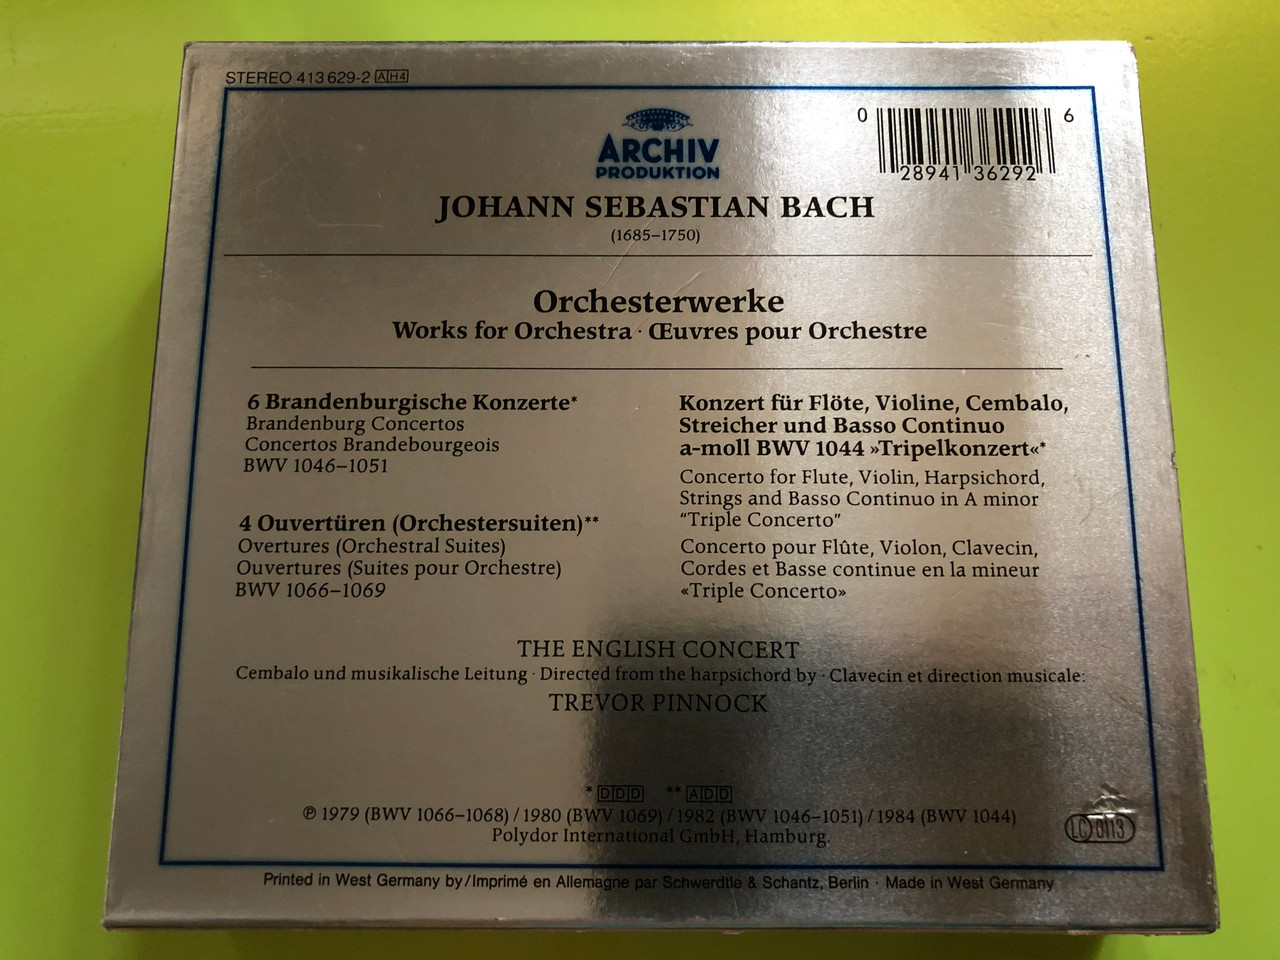 STEREO 413 629-2 AH4
0 28941 36292 6
ARCHIV
PRODUKTION
JOHANN SEBASTIAN BACH
(1685–1750)
Orchesterwerke
Works for Orchestra · Œuvres pour Orchestre
6 Brandenburgische Konzerte*
Brandenburg Concertos
Concertos Brandebourgeois
BWV 1046–1051
4 Ouvertüren (Orchestersuiten)**
Overtures (Orchestral Suites)
Ouvertures (Suites pour Orchestre)
BWV 1066–1069
Konzert für Flöte, Violine, Cembalo,
Streicher und Basso Continuo
a-moll BWV 1044 »Tripelkonzert«*
Concerto for Flute, Violin, Harpsichord,
Strings and Basso Continuo in A minor
“Triple Concerto”
Concerto pour Flûte, Violon, Clavecin,
Cordes et Basse continue en la mineur
«Triple Concerto»
THE ENGLISH CONCERT
Cembalo und musikalische Leitung · Directed from the harpsichord by · Clavecin et direction musicale:
TREVOR PINNOCK
* DDD ** ADD
℗ 1979 (BWV 1066–1068) / 1980 (BWV 1069) / 1982 (BWV 1046–1051) / 1984 (BWV 1044)
Polydor International GmbH, Hamburg.
LC 0113
Printed in West Germany by/Imprimé en Allemagne par Schwerdtle & Schantz, Berlin · Made in West Germany